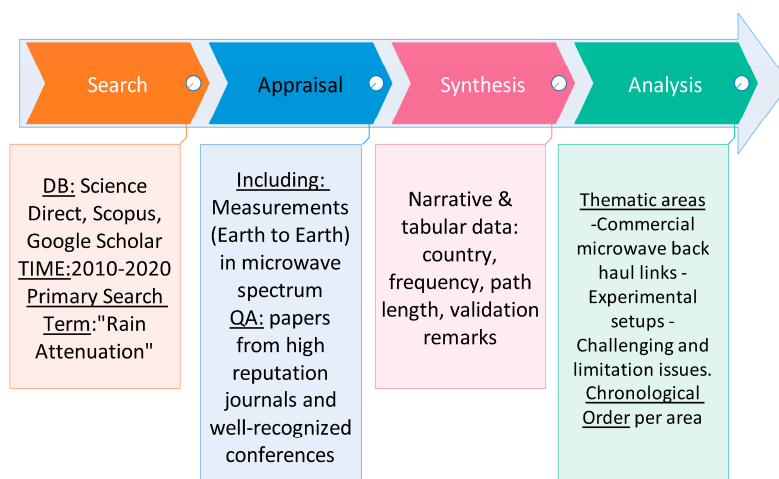 Search
Appraisal
Synthesis
Analysis
DB: Science
Direct, Scopus,
Google Scholar
TIME:2010-2020
Primary Search
Term:"Rain
Attenuation"
Including:
Measurements
(Earth to Earth)
in microwave
spectrum
QA: papers
from high
reputation
journals and
well-recognized
conferences
Narrative &
tabular data:
country,
frequency, path
length, validation
remarks
Thematic areas
-Commercial
microwave back
haul links -
Experimental
setups -
Challenging and
limitation issues.
Chronological
Order per area